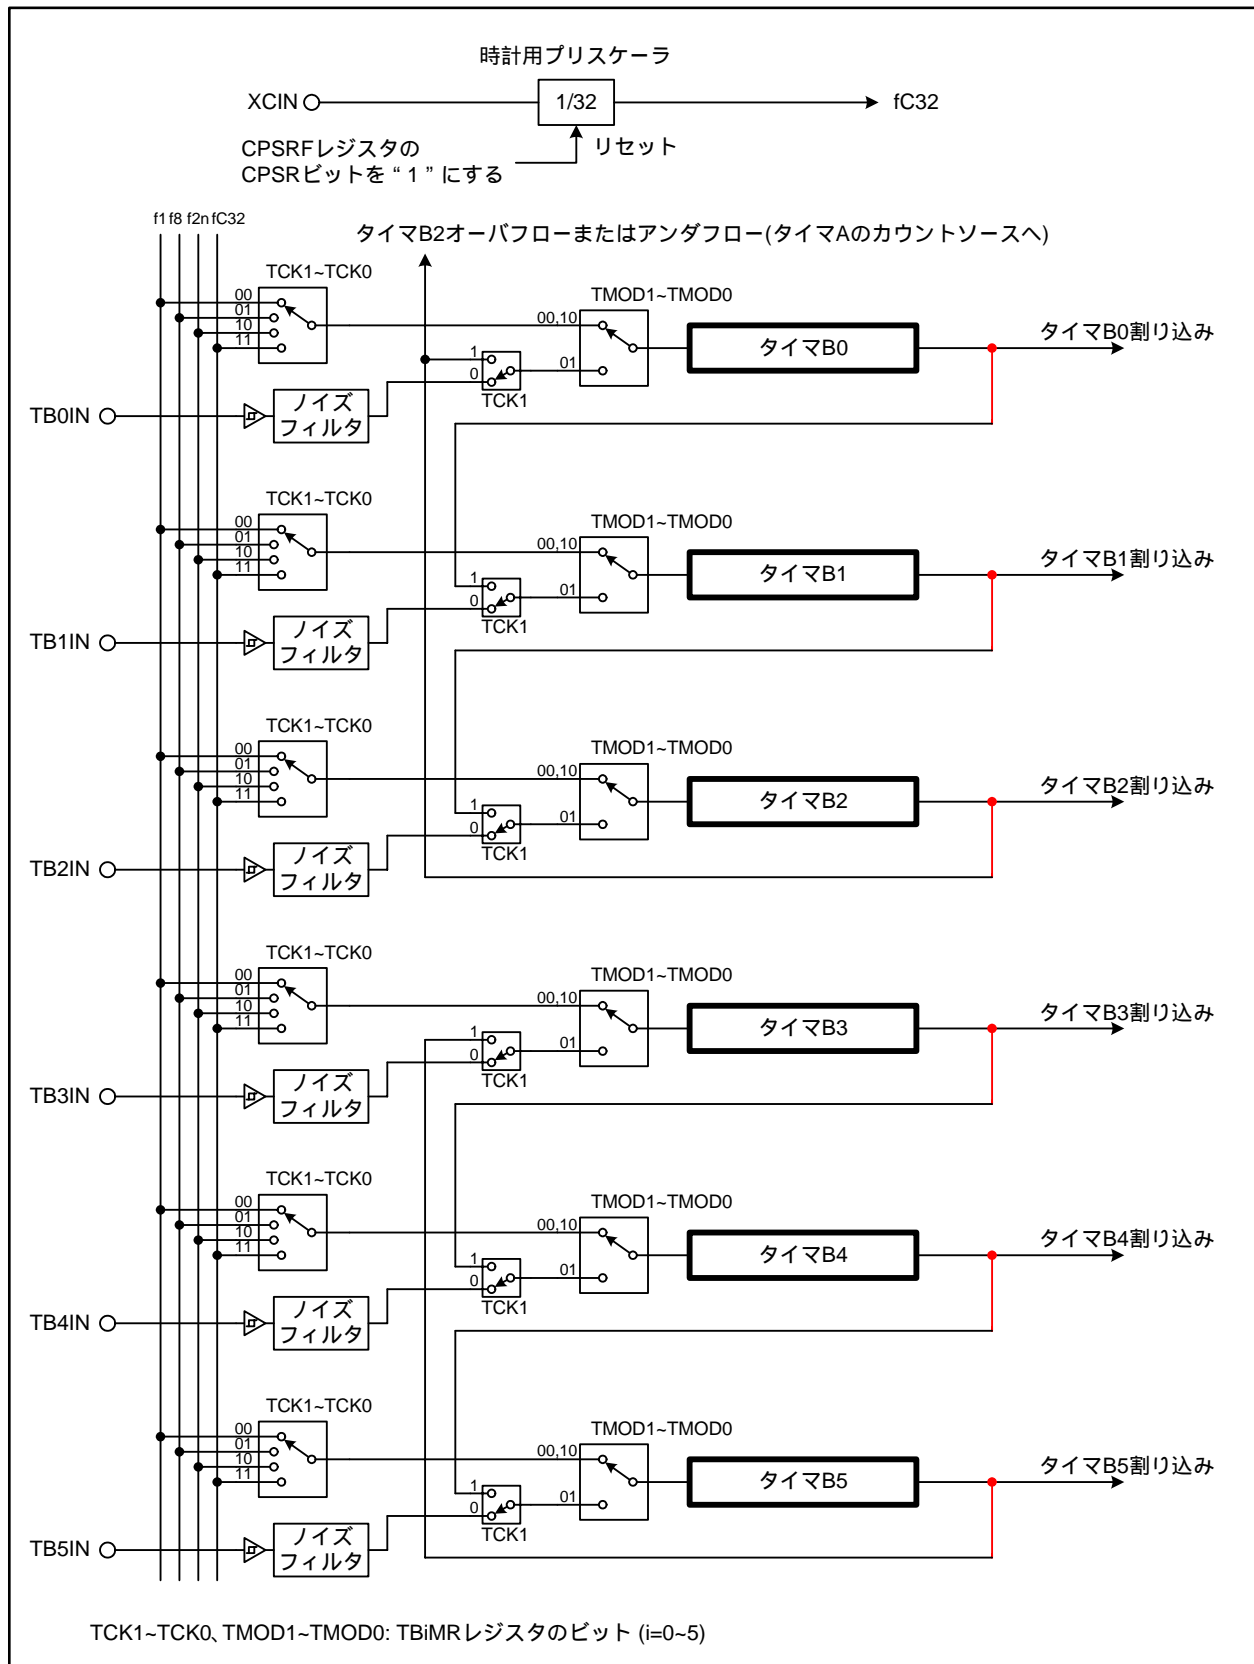 時計用プリスケーラ
XCIN
1/32
fC32
CPSRFレジスタの
CPSRビットを“1”にする
リセット
f1 f8 f2n fC32
タイマB2オーバフローまたはアンダフロー(タイマAのカウントソースへ)
TCK1~TCK0
00
01
10
11
TMOD1~TMOD0
00,10
01
1
0
TCK1
タイマB0
タイマB0割り込み
TB0IN
ノイズ
フィルタ
TCK1~TCK0
00
01
10
11
TMOD1~TMOD0
00,10
01
1
0
TCK1
タイマB1
タイマB1割り込み
TB1IN
ノイズ
フィルタ
TCK1~TCK0
00
01
10
11
TMOD1~TMOD0
00,10
01
1
0
TCK1
タイマB2
タイマB2割り込み
TB2IN
ノイズ
フィルタ
TCK1~TCK0
00
01
10
11
TMOD1~TMOD0
00,10
01
1
0
TCK1
タイマB3
タイマB3割り込み
TB3IN
ノイズ
フィルタ
TCK1~TCK0
00
01
10
11
TMOD1~TMOD0
00,10
01
1
0
TCK1
タイマB4
タイマB4割り込み
TB4IN
ノイズ
フィルタ
TCK1~TCK0
00
01
10
11
TMOD1~TMOD0
00,10
01
1
0
TCK1
タイマB5
タイマB5割り込み
TB5IN
ノイズ
フィルタ
TCK1~TCK0、TMOD1~TMOD0: TBiMRレジスタのビット (i=0~5)